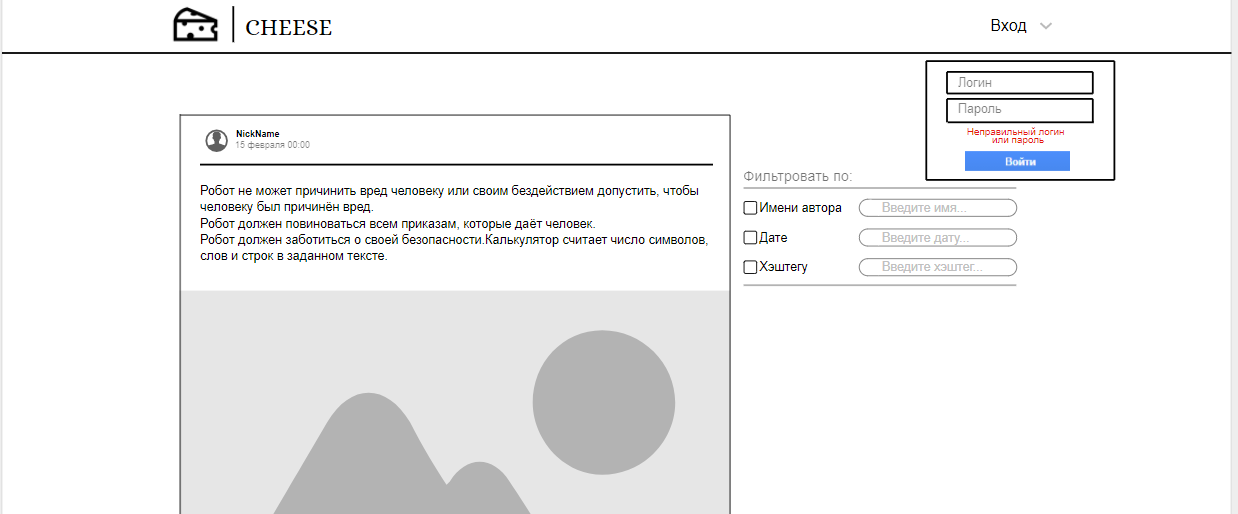 CHEESE
Вход
Логин
Пароль
Неправильный логин
или пароль
Войти
NickName
15 февраля 00:00
Робот не может причинить вред человеку или своим бездействием допустить, чтобы
человеку был причинён вред.
Робот должен повиноваться всем приказам, которые даёт человек.
Робот должен заботиться о своей безопасности.Калькулятор считает число символов,
слов и строк в заданном тексте.
Фильтровать по:
Имени автора
Введите имя...
Дате
Введите дату...
Хэштегу
Введите хэштег...